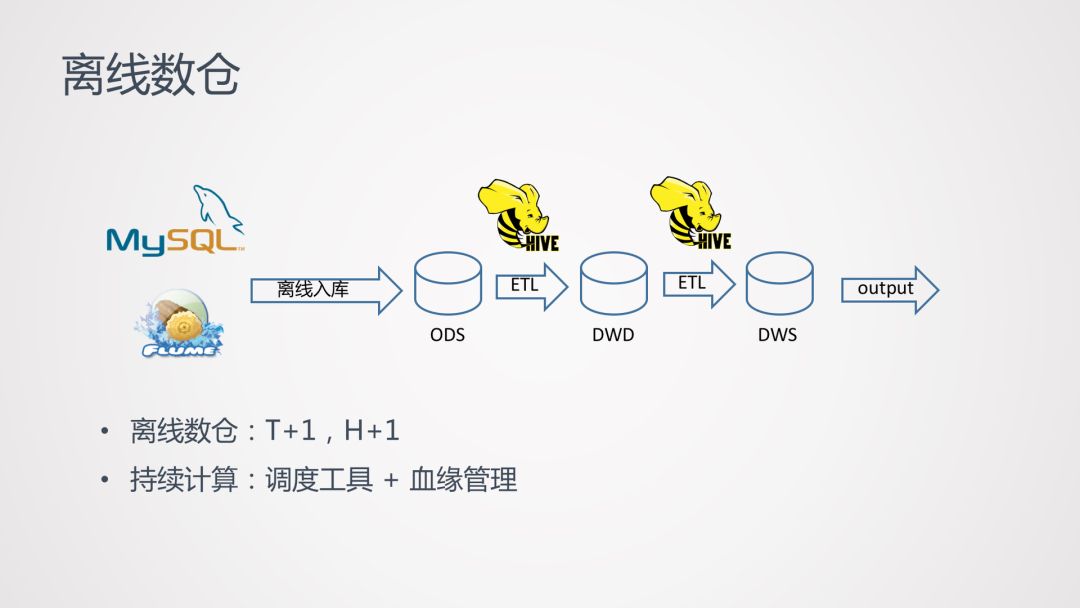 离线数仓
MySQL™
FLUME
离线入库
HIVE
HIVE
ETL
ETL
output
ODS
DWD
DWS
• 离线数仓：T+1，H+1
• 持续计算：调度工具 + 血缘管理